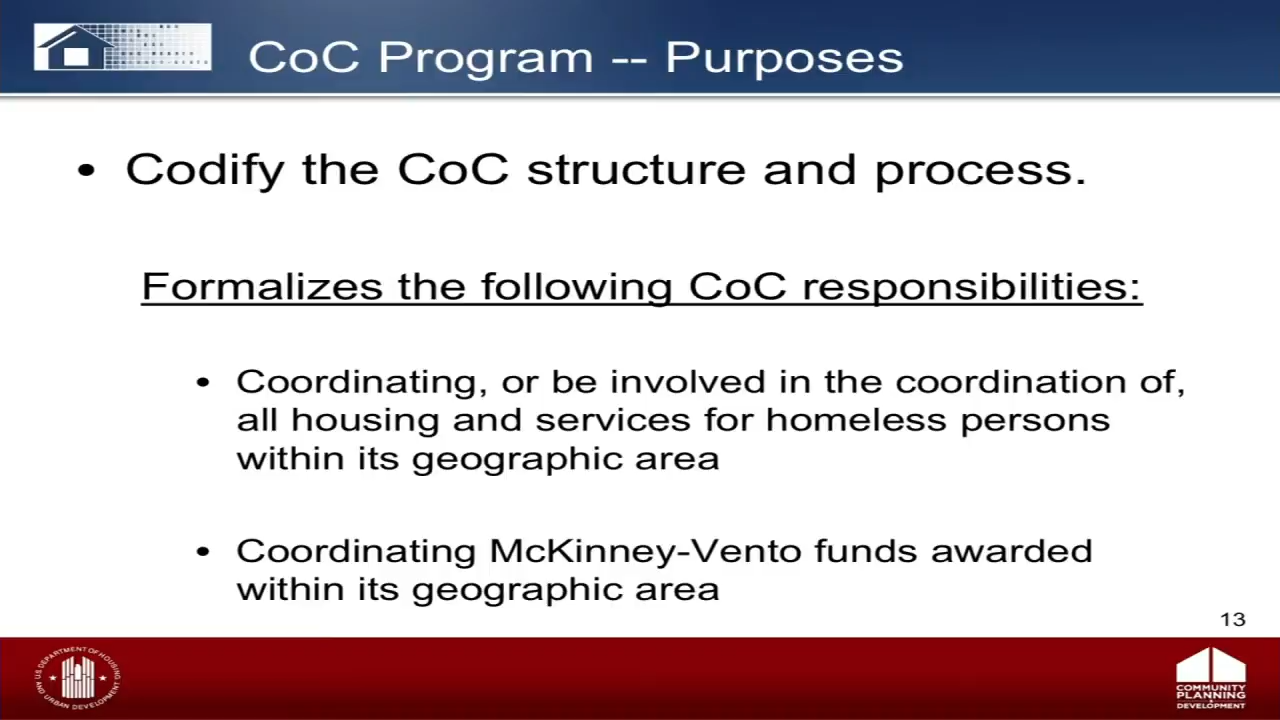 CoC Program -- Purposes
• Codify the CoC structure and process.
Formalizes the following CoC responsibilities:
• Coordinating, or be involved in the coordination of,
all housing and services for homeless persons
within its geographic area
• Coordinating McKinney-Vento funds awarded
within its geographic area
13
US DEPARTMENT OF HOUSING
AND URBAN DEVELOPMENT
COMMUNITY
PLANNING
DEVELOPMENT